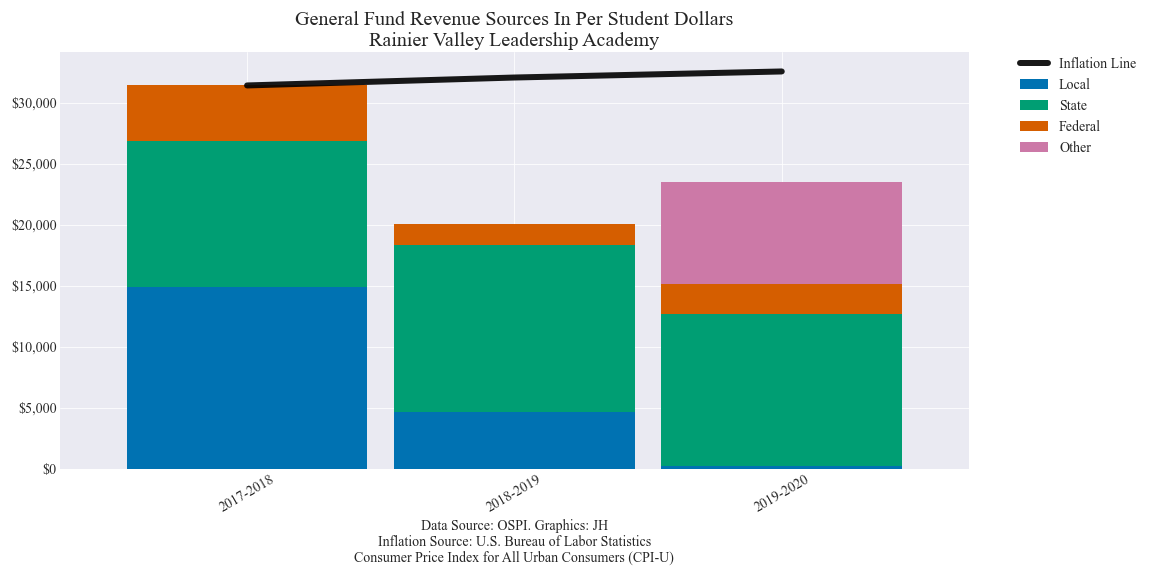 General Fund Revenue Sources In Per Student Dollars
Rainier Valley Leadership Academy
Inflation Line
Local
State
Federal
Other
$30,000
$25,000
$20,000
$15,000
$10,000
$5,000
$0
2017-2018
2018-2019
2019-2020
Data Source: OSPI. Graphics: JH
Inflation Source: U.S. Bureau of Labor Statistics
Consumer Price Index for All Urban Consumers (CPI-U)